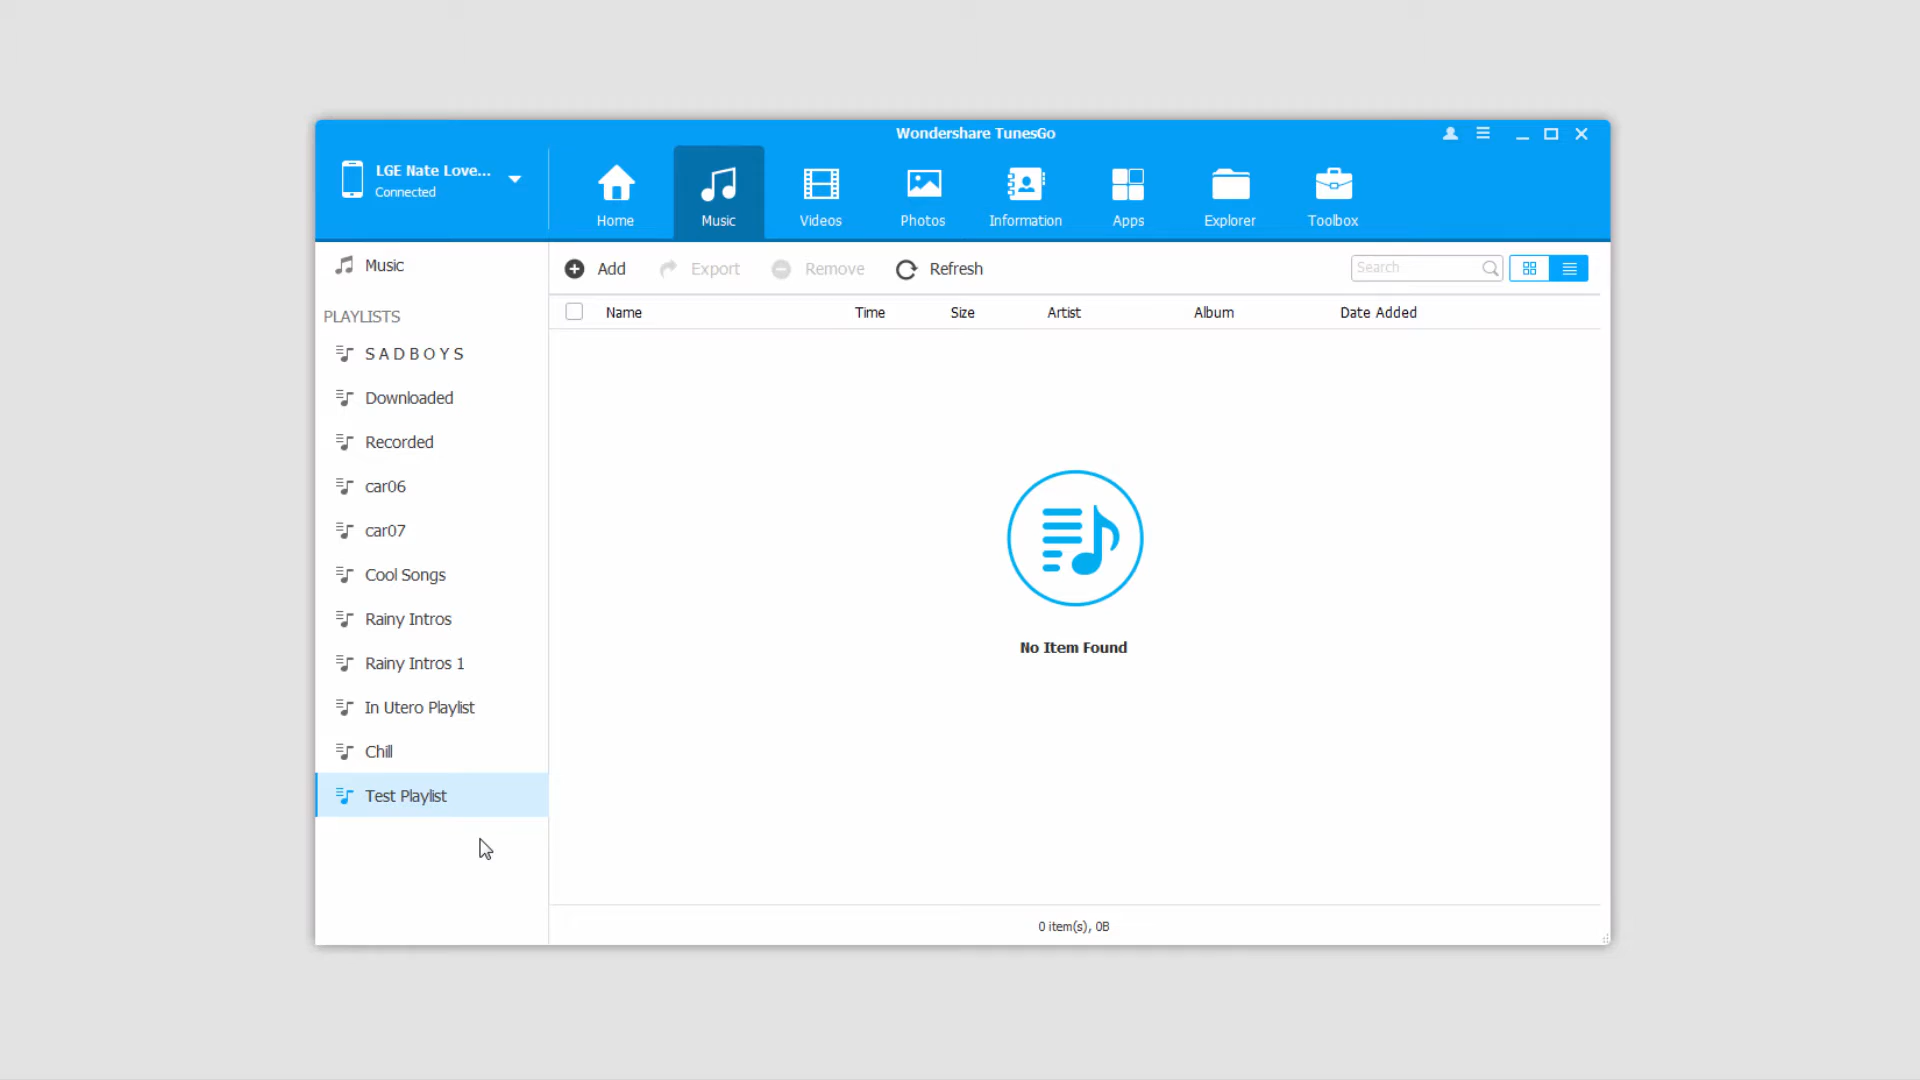 Wondershare TunesGo
LGE Nate Love...
Connected
Home
Music
Videos
Photos
Information
Apps
Explorer
Toolbox
Music
PLAYLISTS
S A D B O Y S
Downloaded
Recorded
car06
car07
Cool Songs
Rainy Intros
Rainy Intros 1
In Utero Playlist
Chill
Test Playlist
Add
Export
Remove
Refresh
Search
Name
Time
Size
Artist
Album
Date Added
No Item Found
0 item(s), 0B